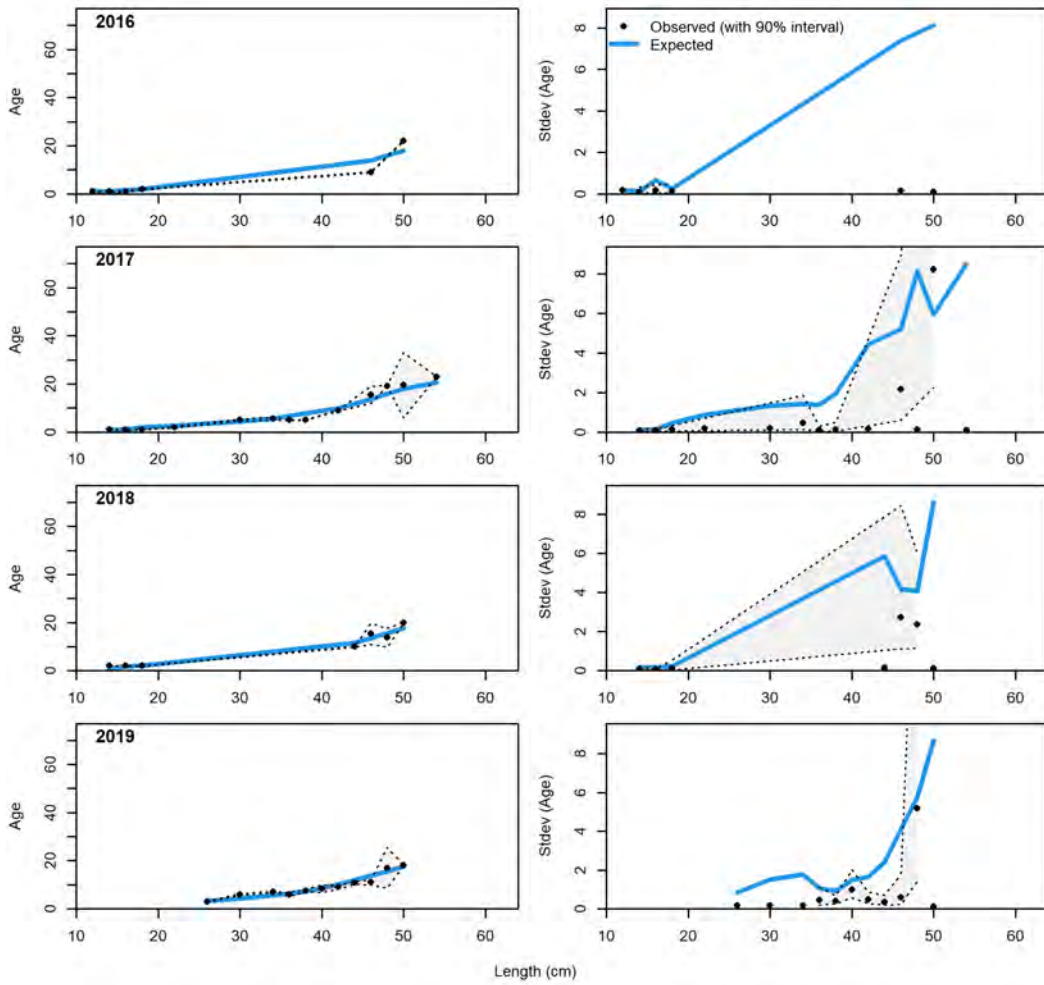 2016
Age
0 20 40 60
10 20 30 40 50 60
Stdev (Age)
0 2 4 6 8
10 20 30 40 50 60
Observed (with 90% interval)
Expected
2017
Age
0 20 40 60
10 20 30 40 50 60
Stdev (Age)
0 2 4 6 8
10 20 30 40 50 60
2018
Age
0 20 40 60
10 20 30 40 50 60
Stdev (Age)
0 2 4 6 8
10 20 30 40 50 60
2019
Age
0 20 40 60
10 20 30 40 50 60
Stdev (Age)
0 2 4 6 8
10 20 30 40 50 60
Length (cm)